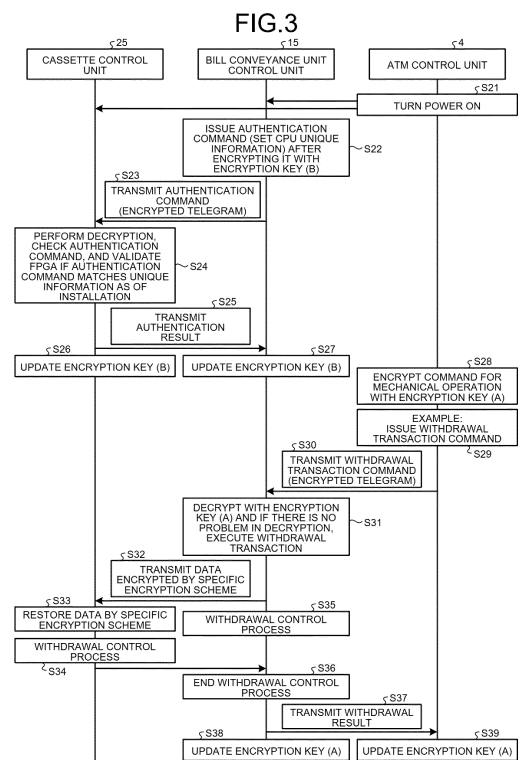 FIG.3
25
15
4
CASSETTE CONTROL
UNIT
BILL CONVEYANCE UNIT
CONTROL UNIT
ATM CONTROL UNIT
S21
TURN POWER ON
ISSUE AUTHENTICATION
COMMAND (SET CPU UNIQUE
INFORMATION) AFTER
ENCRYPTING IT WITH
ENCRYPTION KEY (B)
S22
S23
TRANSMIT AUTHENTICATION
COMMAND
(ENCRYPTED TELEGRAM)
PERFORM DECRYPTION,
CHECK AUTHENTICATION
COMMAND, AND VALIDATE
FPGA IF AUTHENTICATION
COMMAND MATCHES UNIQUE
INFORMATION AS OF
INSTALLATION
S24
S25
TRANSMIT
AUTHENTICATION
RESULT
S26
UPDATE ENCRYPTION KEY (B)
S27
UPDATE ENCRYPTION KEY (B)
S28
ENCRYPT COMMAND FOR
MECHANICAL OPERATION
WITH ENCRYPTION KEY (A)
EXAMPLE:
ISSUE WITHDRAWAL
TRANSACTION COMMAND
S29
S30
TRANSMIT WITHDRAWAL
TRANSACTION COMMAND
(ENCRYPTED TELEGRAM)
DECRYPT WITH ENCRYPTION
KEY (A) AND IF THERE IS NO
PROBLEM IN DECRYPTION,
EXECUTE WITHDRAWAL
TRANSACTION
S31
S32
TRANSMIT DATA
ENCRYPTED BY SPECIFIC
ENCRYPTION SCHEME
S33
RESTORE DATA BY SPECIFIC
ENCRYPTION SCHEME
S35
WITHDRAWAL CONTROL
PROCESS
WITHDRAWAL CONTROL
PROCESS
S34
S36
END WITHDRAWAL CONTROL
PROCESS
S37
TRANSMIT WITHDRAWAL
RESULT
S38
UPDATE ENCRYPTION KEY (A)
S39
UPDATE ENCRYPTION KEY (A)